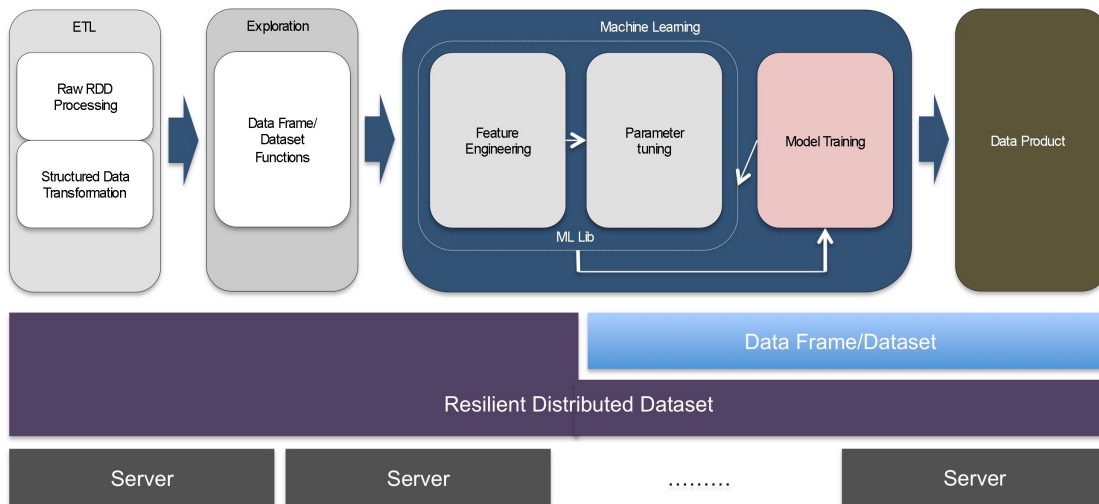 ETL
Raw RDD
Processing
Structured Data
Transformation
Exploration
Data Frame/
Dataset
Functions
Machine Learning
Feature
Engineering
Parameter
tuning
ML Lib
Model Training
Data Product
Data Frame/Dataset
Resilient Distributed Dataset
Server
Server
.........
Server